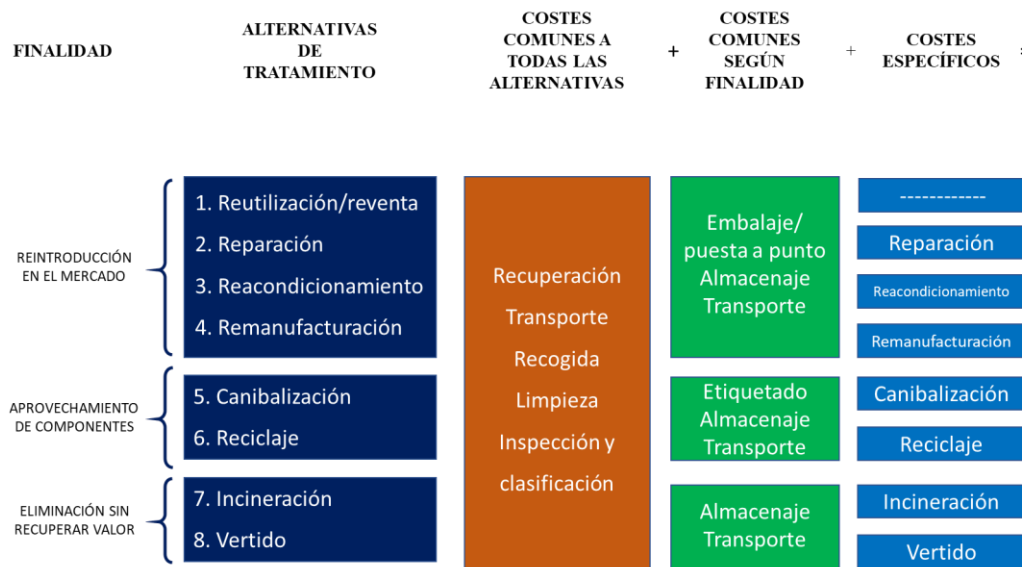 FINALIDAD
ALTERNATIVAS
DE
TRATAMIENTO
COSTES
COMUNES A
TODAS LAS
ALTERNATIVAS
+
COSTES
COMUNES
SEGÚN
FINALIDAD
+
COSTES
ESPECÍFICOS
REINTRODUCCIÓN
EN EL MERCADO
1. Reutilización/reventa
2. Reparación
3. Reacondicionamiento
4. Remanufacturación
APROVECHAMIENTO
DE COMPONENTES
5. Canibalización
6. Reciclaje
ELIMINACIÓN SIN
RECUPERAR VALOR
7. Incineración
8. Vertido
Recuperación
Transporte
Recogida
Limpieza
Inspección y
clasificación
Embalaje/
puesta a punto
Almacenaje
Transporte
Etiquetado
Almacenaje
Transporte
Almacenaje
Transporte
------------
Reparación
Reacondicionamiento
Remanufacturación
Canibalización
Reciclaje
Incineración
Vertido